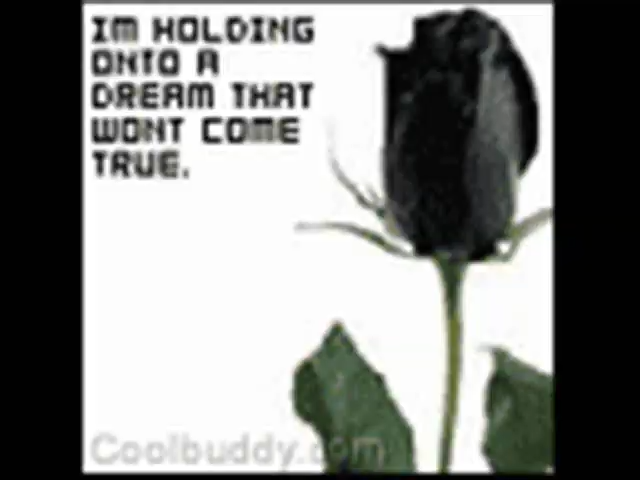 IM HOLDING
ONTO A
DREAM THAT
WONT COME
TRUE.
Coolbuddy.com